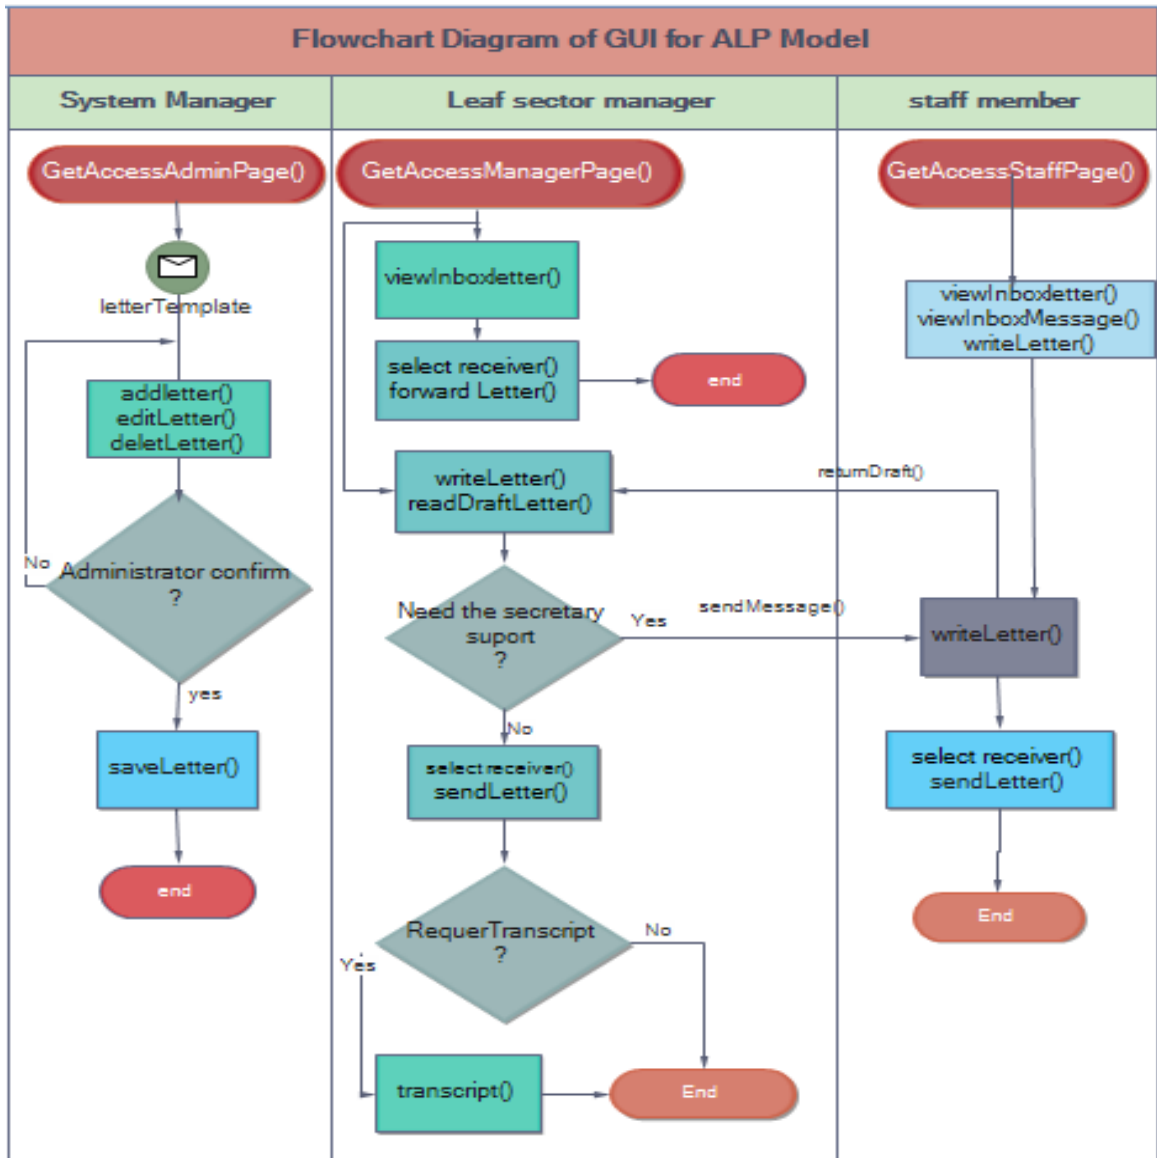 Flowchart Diagram of GUI for ALP Model
System Manager
Leaf sector manager
staff member
GetAccessAdminPage()
letterTemplate
addletter()
editLetter()
deletLetter()
Administrator confirm
?
No
yes
saveLetter()
end
GetAccessManagerPage()
viewInboxletter()
select receiver()
forward Letter()
end
writeLetter()
readDraftLetter()
Need the secretary
suport
?
Yes
sendMessage()
No
select receiver()
sendLetter()
RequerTranscript
?
No
Yes
transcript()
End
GetAccessStaffPage()
viewInboxletter()
viewInboxMessage()
writeLetter()
returnDraft()
writeLetter()
select receiver()
sendLetter()
End